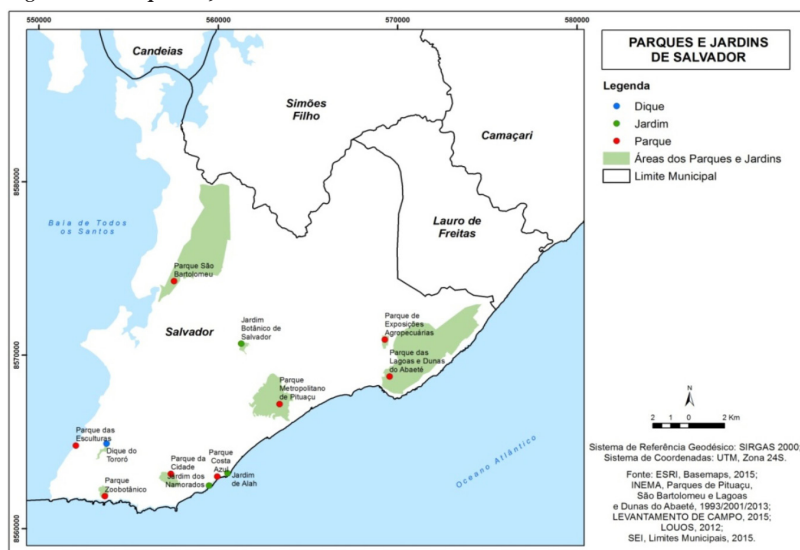 550000
560000
570000
580000
8580000
8570000
8560000
Candeias
Simões
Filho
Camaçari
Lauro de
Freitas
Baia de Todos
os Santos
Parque São
Bartolomeu
Salvador
Jardim
Botânico de
Salvador
Parque de
Exposições
Agropecuárias
Parque das
Lagoas e Dunas
do Abaeté
Parque
Metropolitano
de Pituaçu
Parque das
Esculturas
Dique do
Tororó
Parque
Zoobotânico
Parque da
Cidade
Jardim dos
Namorados
Parque
Costa
Azul
Jardim
de Alah
Oceano Atlântico
PARQUES E JARDINS
DE SALVADOR
Legenda
Dique
Jardim
Parque
Áreas dos Parques e Jardins
Limite Municipal
N
2 1 0 2 Km
Sistema de Referência Geodésico: SIRGAS 2000;
Sistema de Coordenadas: UTM, Zona 24S.
Fonte: ESRI, Basemaps, 2015;
INEMA, Parques de Pituaçu,
São Bartolomeu e Lagoas
e Dunas do Abaeté, 1993/2001/2013;
LEVANTAMENTO DE CAMPO, 2015;
LOUOS, 2012;
SEI, Limites Municipais, 2015.